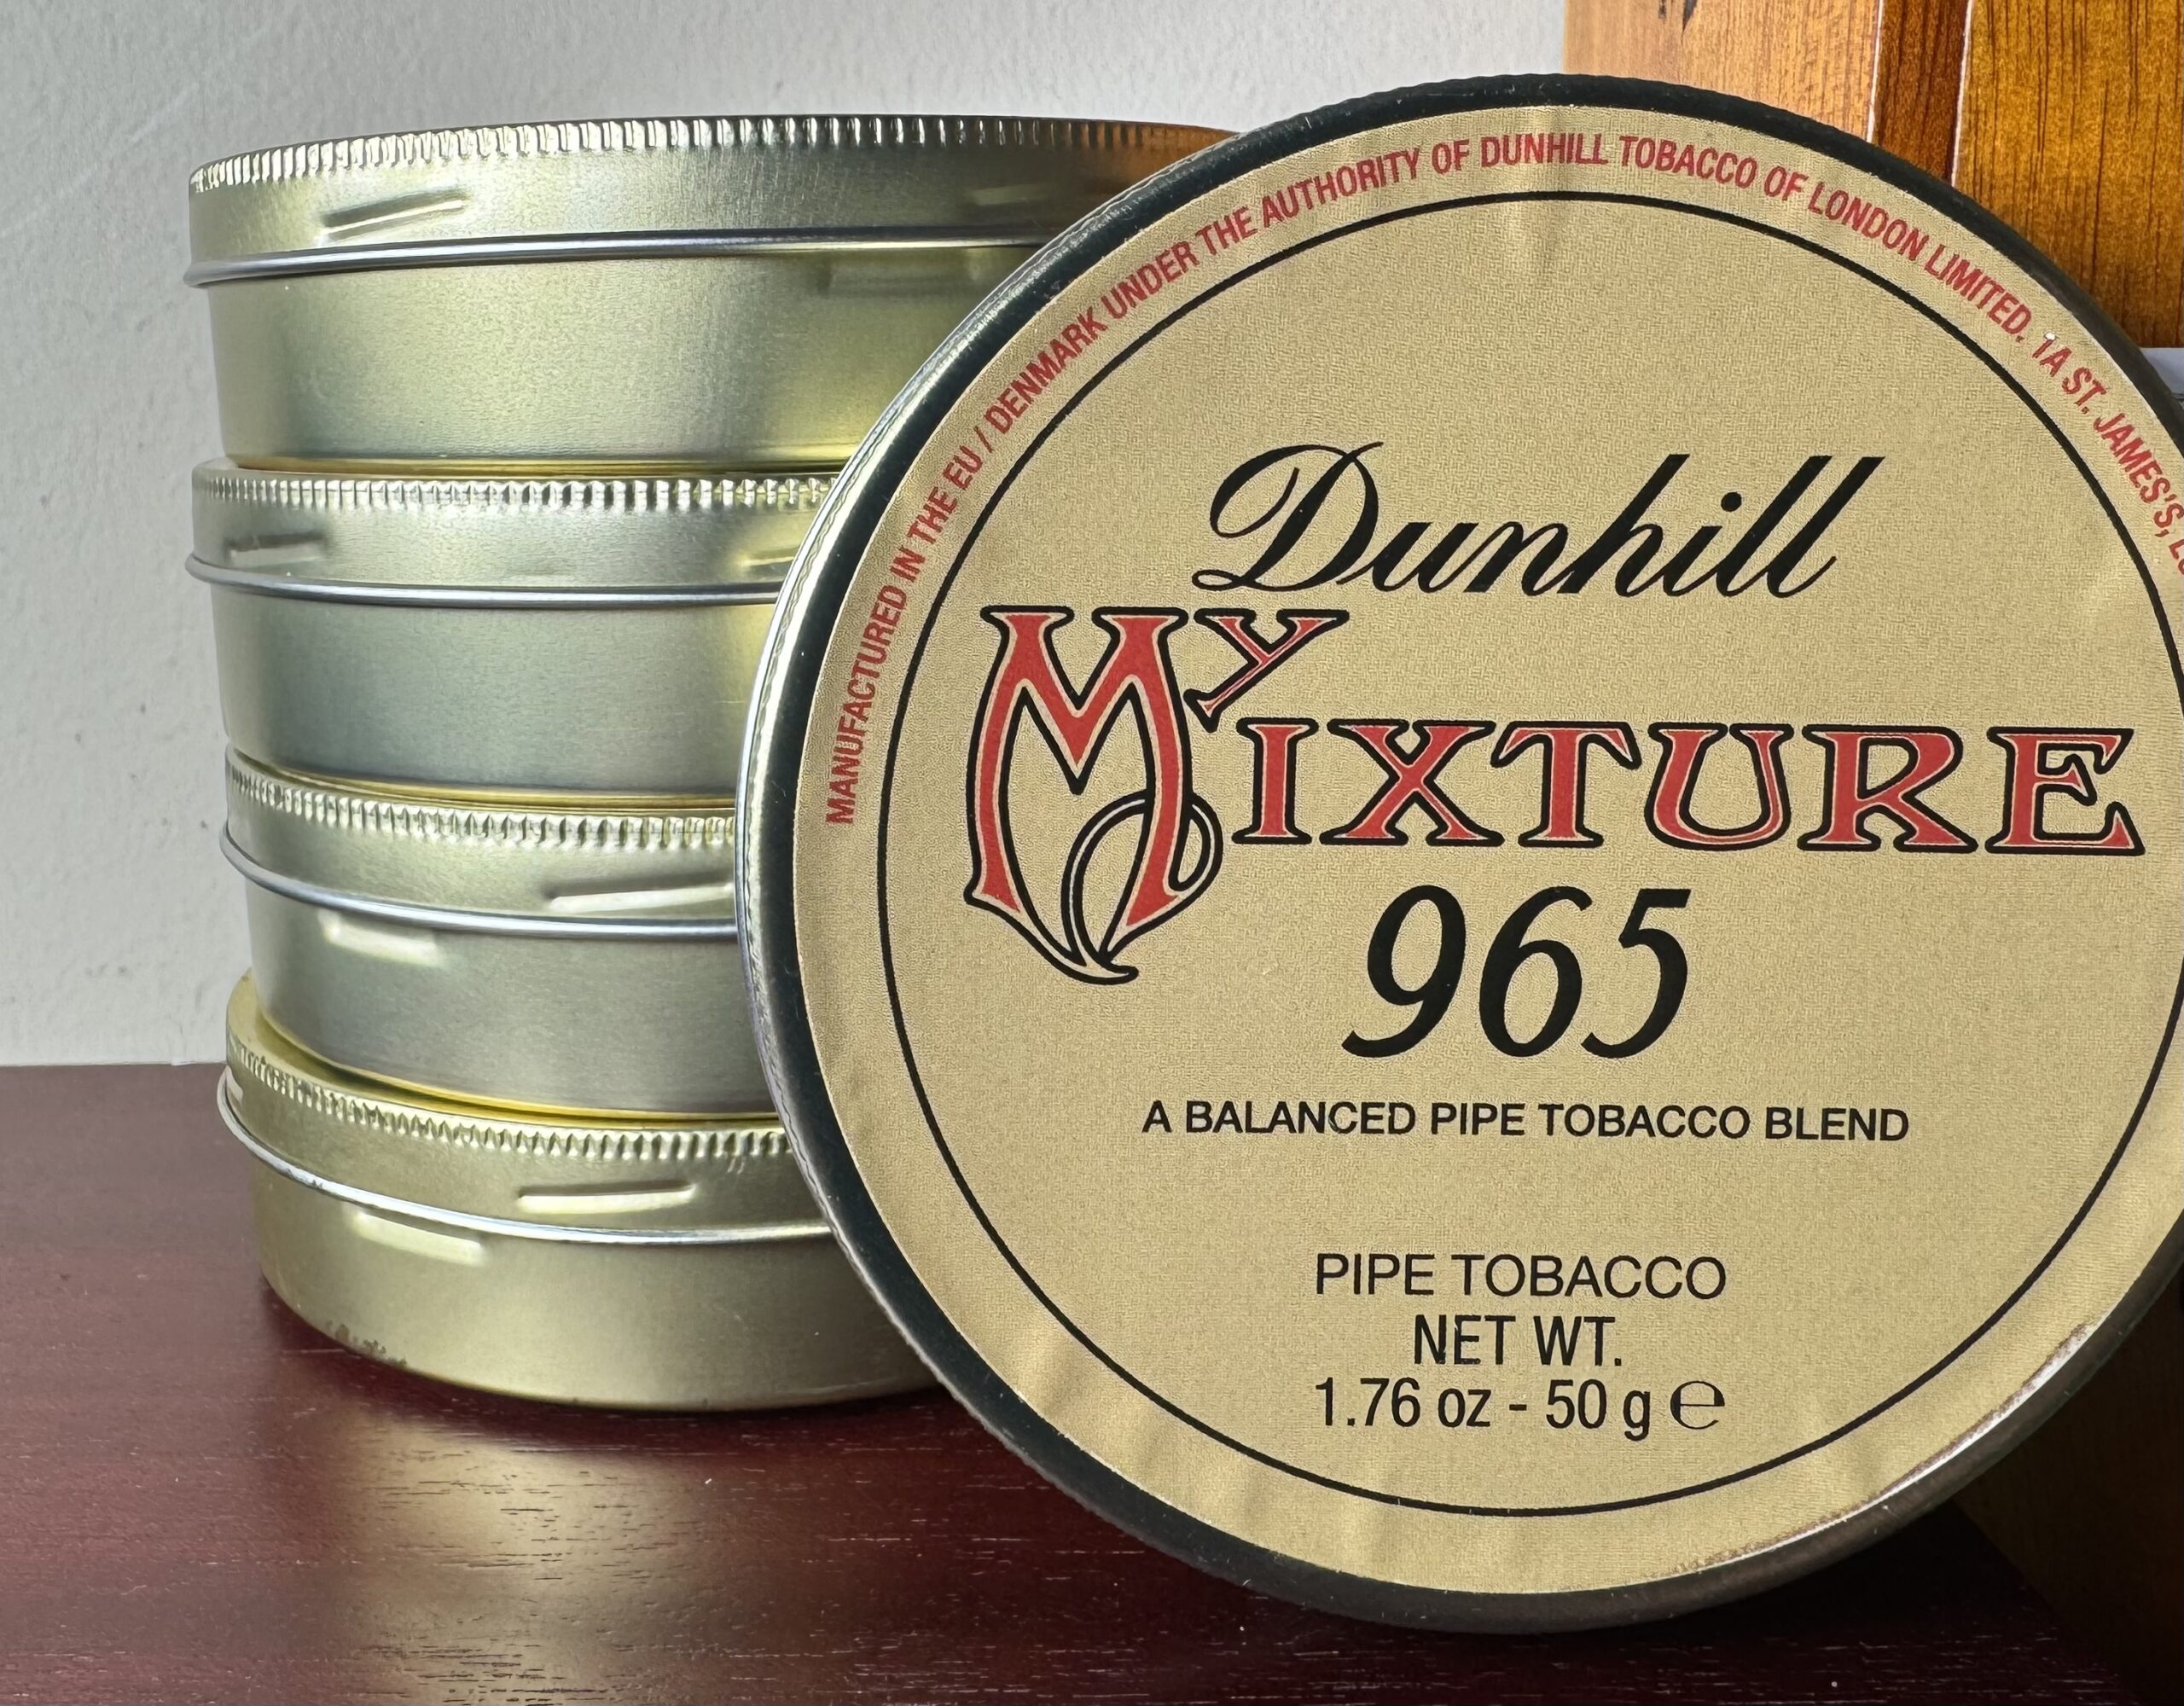 MANUFACTURED IN THE EU / DENMARK UNDER THE AUTHORITY OF DUNHILL TOBACCO OF LONDON LIMITED. 1A ST. JAMES'S,
Dunhill
MY MIXTURE
965
A BALANCED PIPE TOBACCO BLEND
PIPE TOBACCO
NET WT.
1.76 oz - 50 g ℮